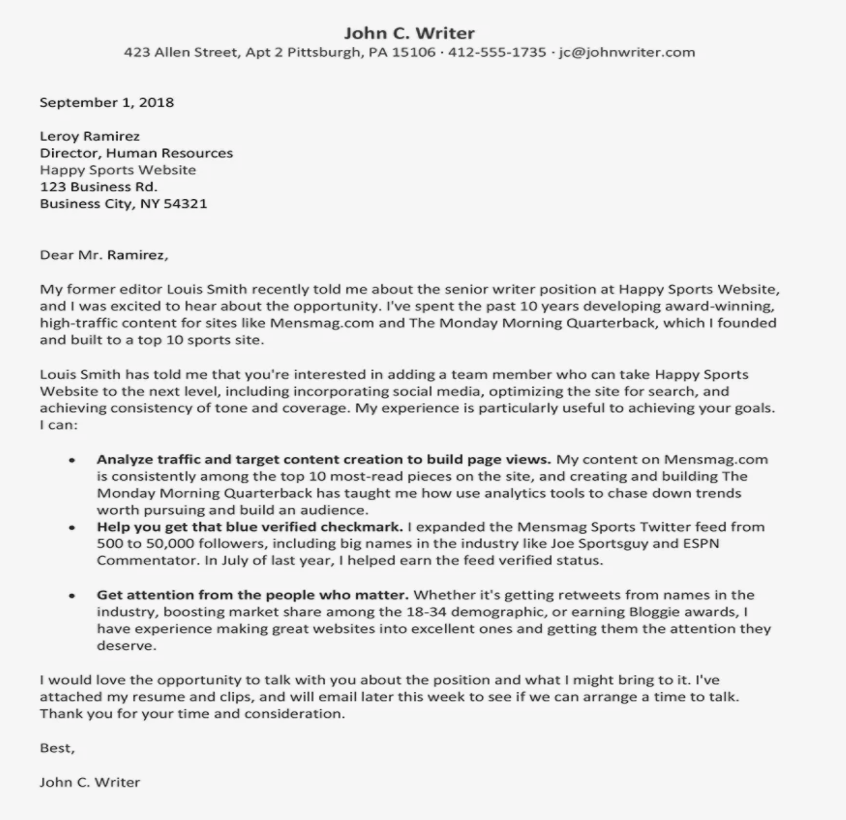 John C. Writer
423 Allen Street, Apt 2 Pittsburgh, PA 15106 · 412-555-1735 · jc@johnwriter.com
September 1, 2018
Leroy Ramirez
Director, Human Resources
Happy Sports Website
123 Business Rd.
Business City, NY 54321
Dear Mr. Ramirez,
My former editor Louis Smith recently told me about the senior writer position at Happy Sports Website,
and I was excited to hear about the opportunity. I've spent the past 10 years developing award-winning,
high-traffic content for sites like Mensmag.com and The Monday Morning Quarterback, which I founded
and built to a top 10 sports site.
Louis Smith has told me that you're interested in adding a team member who can take Happy Sports
Website to the next level, including incorporating social media, optimizing the site for search, and
achieving consistency of tone and coverage. My experience is particularly useful to achieving your goals.
I can:
• Analyze traffic and target content creation to build page views. My content on Mensmag.com
is consistently among the top 10 most-read pieces on the site, and creating and building The
Monday Morning Quarterback has taught me how use analytics tools to chase down trends
worth pursuing and build an audience.
• Help you get that blue verified checkmark. I expanded the Mensmag Sports Twitter feed from
500 to 50,000 followers, including big names in the industry like Joe Sportsguy and ESPN
Commentator. In July of last year, I helped earn the feed verified status.
• Get attention from the people who matter. Whether it's getting retweets from names in the
industry, boosting market share among the 18-34 demographic, or earning Bloggie awards, I
have experience making great websites into excellent ones and getting them the attention they
deserve.
I would love the opportunity to talk with you about the position and what I might bring to it. I've
attached my resume and clips, and will email later this week to see if we can arrange a time to talk.
Thank you for your time and consideration.
Best,
John C. Writer